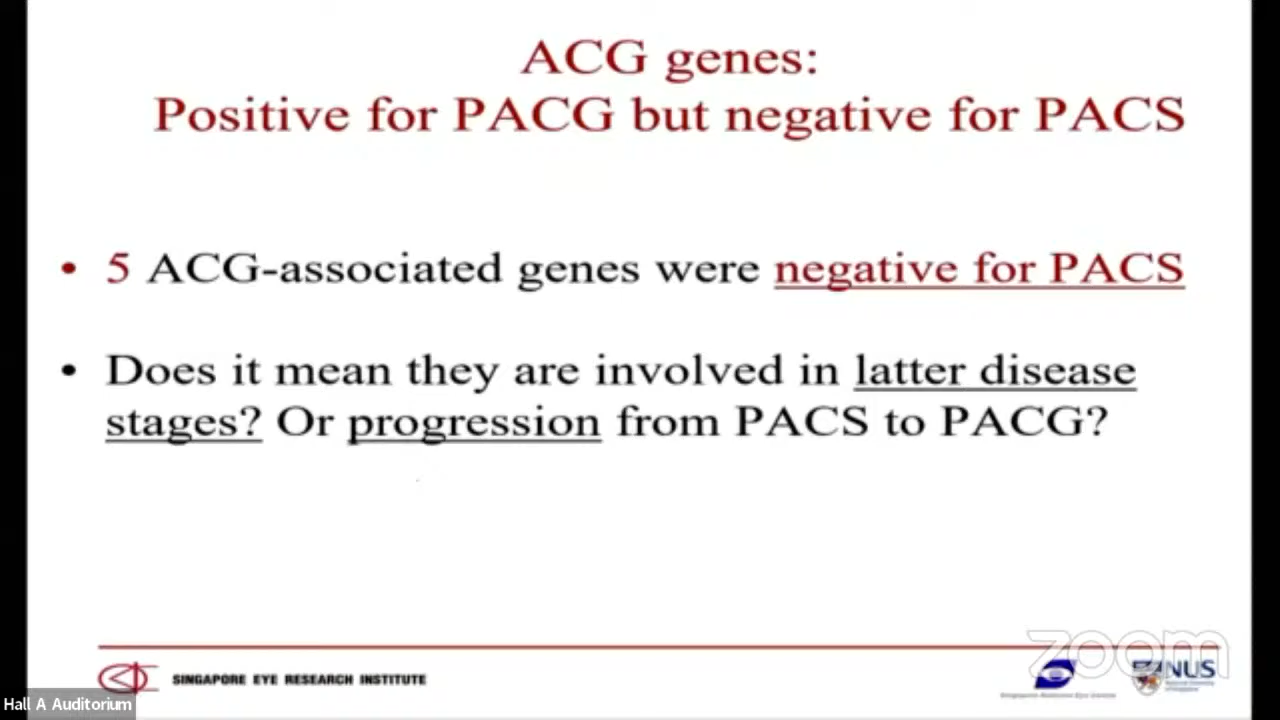 ACG genes:
Positive for PACG but negative for PACS
• 5 ACG-associated genes were negative for PACS
• Does it mean they are involved in latter disease
stages? Or progression from PACS to PACG?
zoom
SINGAPORE EYE RESEARCH INSTITUTE
NUS
Hall A Auditorium